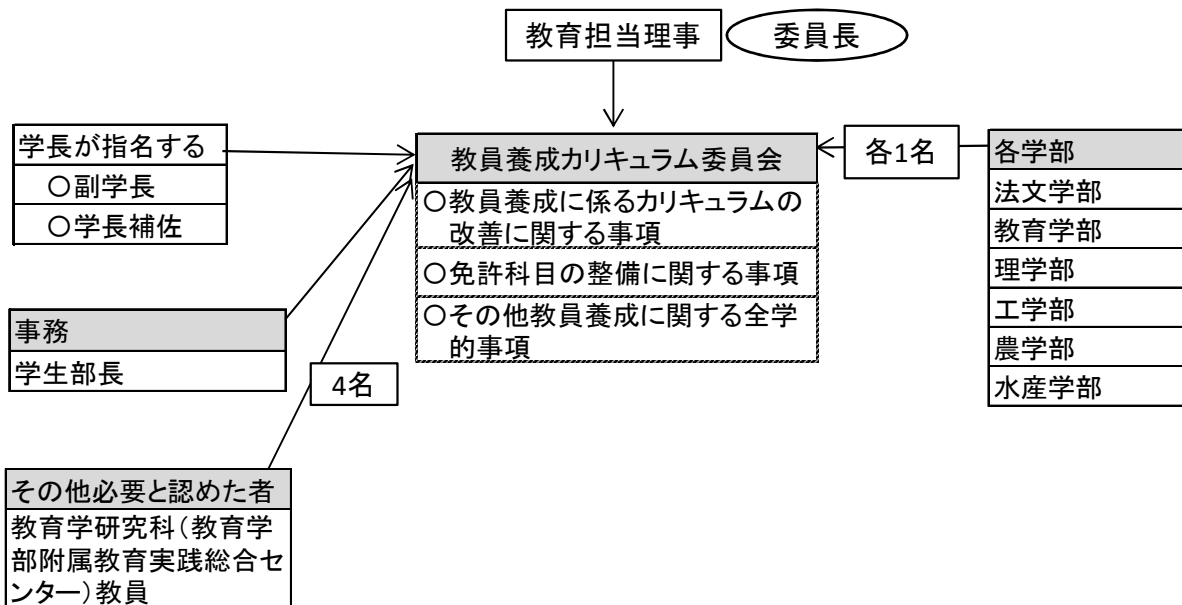 教育担当理事
委員長
学長が指名する
○副学長
○学長補佐
教員養成カリキュラム委員会
○教員養成に係るカリキュラムの
改善に関する事項
○免許科目の整備に関する事項
○その他教員養成に関する全学
的事項
各1名
各学部
法文学部
教育学部
理学部
工学部
農学部
水産学部
事務
学生部長
4名
その他必要と認めた者
教育学研究科（教育学
部附属教育実践総合セ
ンター）教員